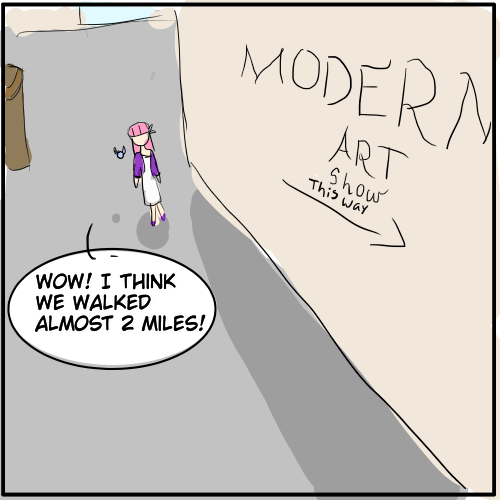 MODERN
ART
Show
This way
WOW! I THINK
WE WALKED
ALMOST 2 MILES!